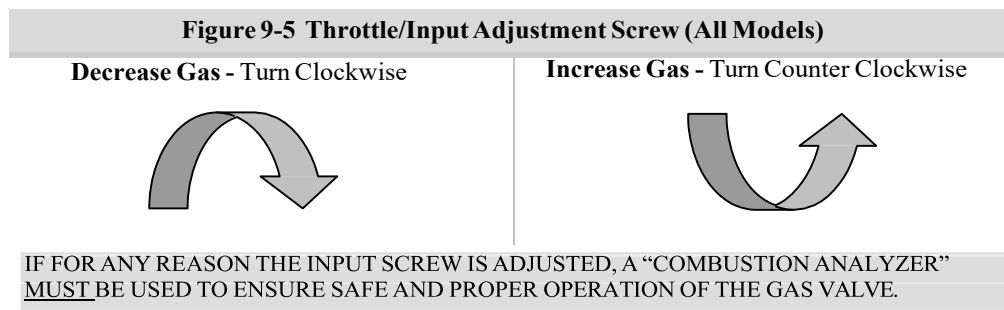 Figure 9-5 Throttle/Input Adjustment Screw (All Models)
Decrease Gas - Turn Clockwise
Increase Gas - Turn Counter Clockwise
IF FOR ANY REASON THE INPUT SCREW IS ADJUSTED, A “COMBUSTION ANALYZER”
MUST BE USED TO ENSURE SAFE AND PROPER OPERATION OF THE GAS VALVE.